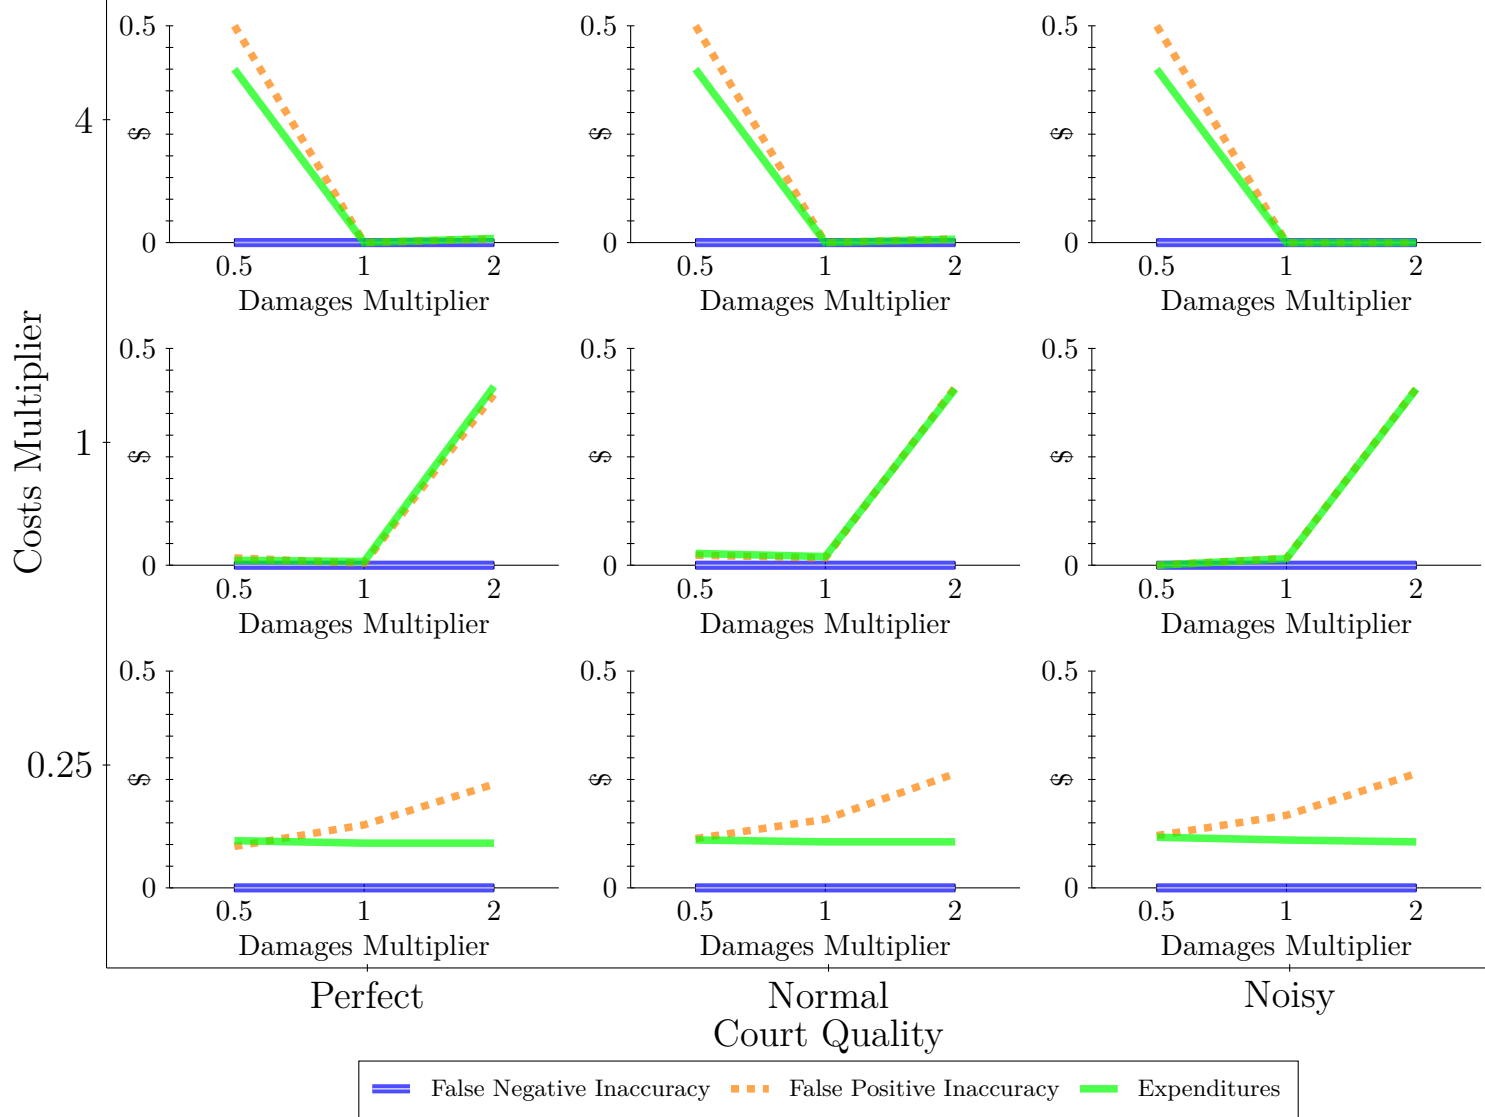 Costs Multiplier
4
0.5
$
0
0.5 1 2
Damages Multiplier
0.5
$
0
0.5 1 2
Damages Multiplier
0.5
$
0
0.5 1 2
Damages Multiplier
1
0.5
$
0
0.5 1 2
Damages Multiplier
0.5
$
0
0.5 1 2
Damages Multiplier
0.5
$
0
0.5 1 2
Damages Multiplier
0.25
0.5
$
0
0.5 1 2
Damages Multiplier
0.5
$
0
0.5 1 2
Damages Multiplier
0.5
$
0
0.5 1 2
Damages Multiplier
Perfect Normal Noisy
Court Quality
False Negative Inaccuracy False Positive Inaccuracy Expenditures